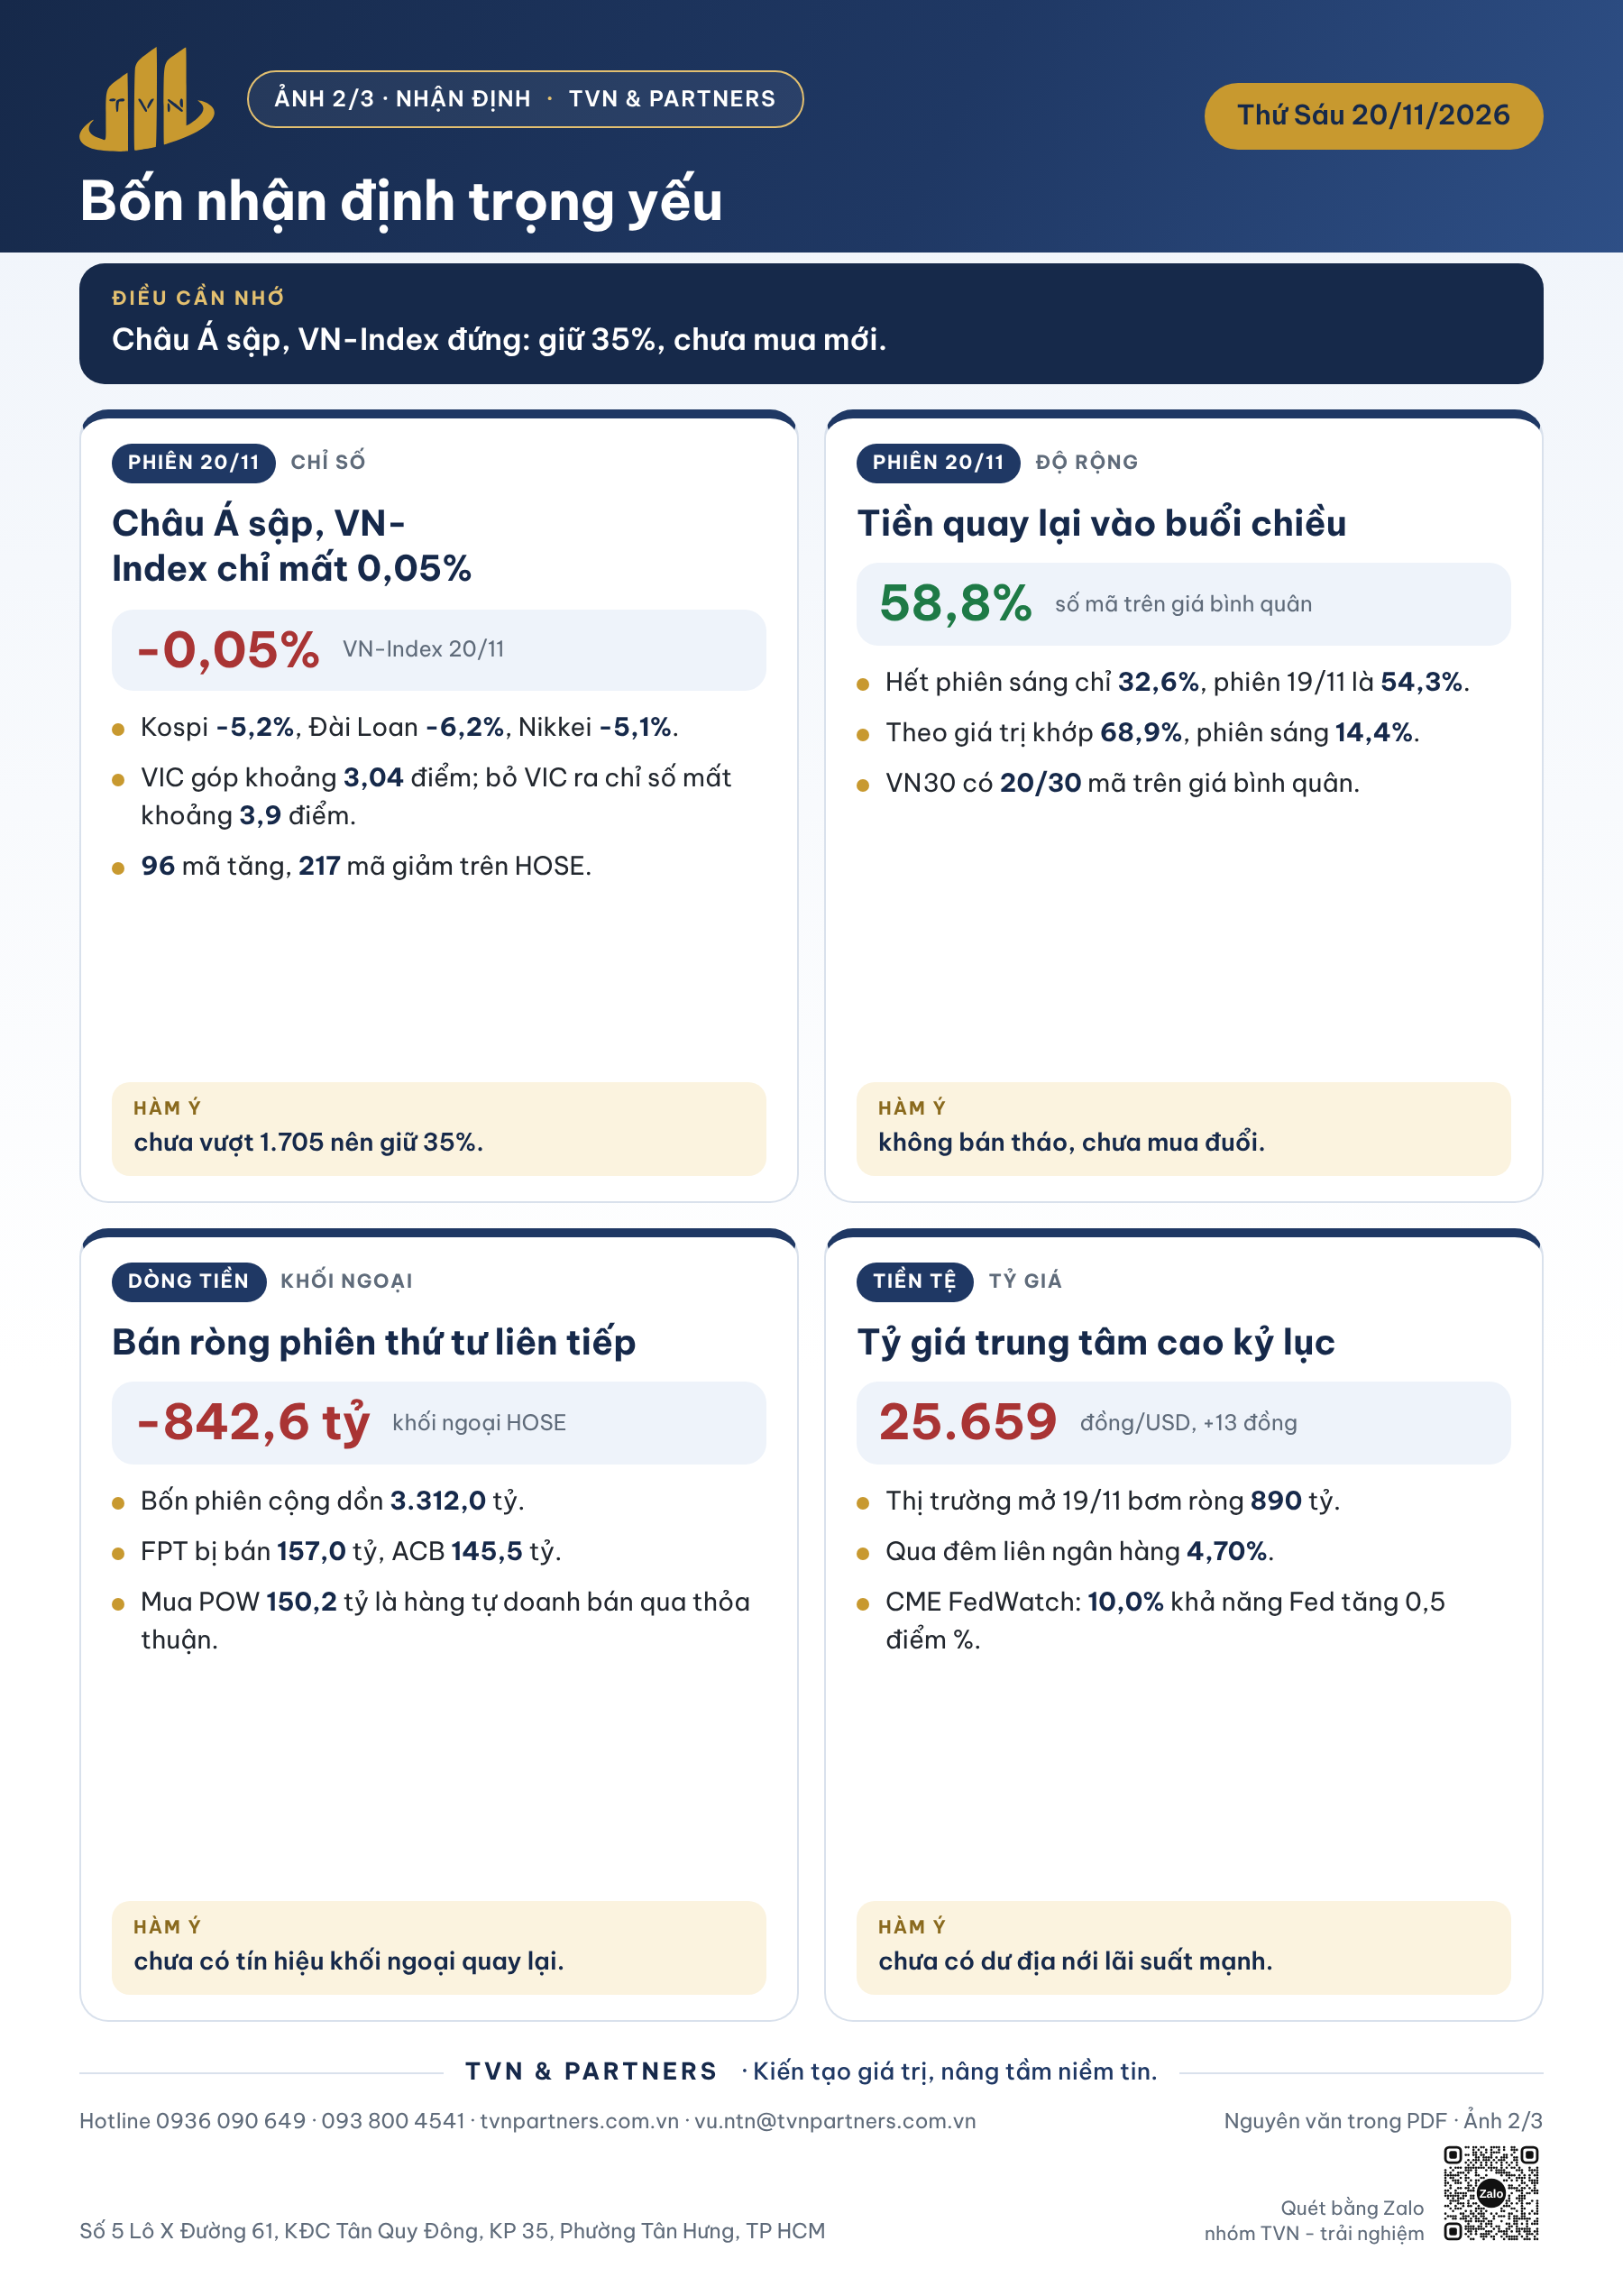 TVN
ẢNH 2/3 · NHẬN ĐỊNH · TVN & PARTNERS
Thứ Sáu 20/11/2026
Bốn nhận định trọng yếu
ĐIỀU CẦN NHỚ
Châu Á sập, VN-Index đứng: giữ 35%, chưa mua mới.
PHIÊN 20/11 CHỈ SỐ
Châu Á sập, VN-
Index chỉ mất 0,05%
-0,05% VN-Index 20/11
Kospi -5,2%, Đài Loan -6,2%, Nikkei -5,1%.
VIC góp khoảng 3,04 điểm; bỏ VIC ra chỉ số mất
khoảng 3,9 điểm.
96 mã tăng, 217 mã giảm trên HOSE.
HÀM Ý
chưa vượt 1.705 nên giữ 35%.
PHIÊN 20/11 ĐỘ RỘNG
Tiền quay lại vào buổi chiều
58,8% số mã trên giá bình quân
Hết phiên sáng chỉ 32,6%, phiên 19/11 là 54,3%.
Theo giá trị khớp 68,9%, phiên sáng 14,4%.
VN30 có 20/30 mã trên giá bình quân.
HÀM Ý
không bán tháo, chưa mua đuổi.
DÒNG TIỀN KHỐI NGOẠI
Bán ròng phiên thứ tư liên tiếp
-842,6 tỷ khối ngoại HOSE
Bốn phiên cộng dồn 3.312,0 tỷ.
FPT bị bán 157,0 tỷ, ACB 145,5 tỷ.
Mua POW 150,2 tỷ là hàng tự doanh bán qua thỏa
thuận.
HÀM Ý
chưa có tín hiệu khối ngoại quay lại.
TIỀN TỆ TỶ GIÁ
Tỷ giá trung tâm cao kỷ lục
25.659 đồng/USD, +13 đồng
Thị trường mở 19/11 bơm ròng 890 tỷ.
Qua đêm liên ngân hàng 4,70%.
CME FedWatch: 10,0% khả năng Fed tăng 0,5
điểm %.
HÀM Ý
chưa có dư địa nới lãi suất mạnh.
TVN & PARTNERS · Kiến tạo giá trị, nâng tầm niềm tin.
Hotline 0936 090 649 · 093 800 4541 · tvnpartners.com.vn · vu.ntn@tvnpartners.com.vn
Nguyên văn trong PDF · Ảnh 2/3
Zalo
Quét bằng Zalo
nhóm TVN - trải nghiệm
Số 5 Lô X Đường 61, KĐC Tân Quy Đông, KP 35, Phường Tân Hưng, TP HCM